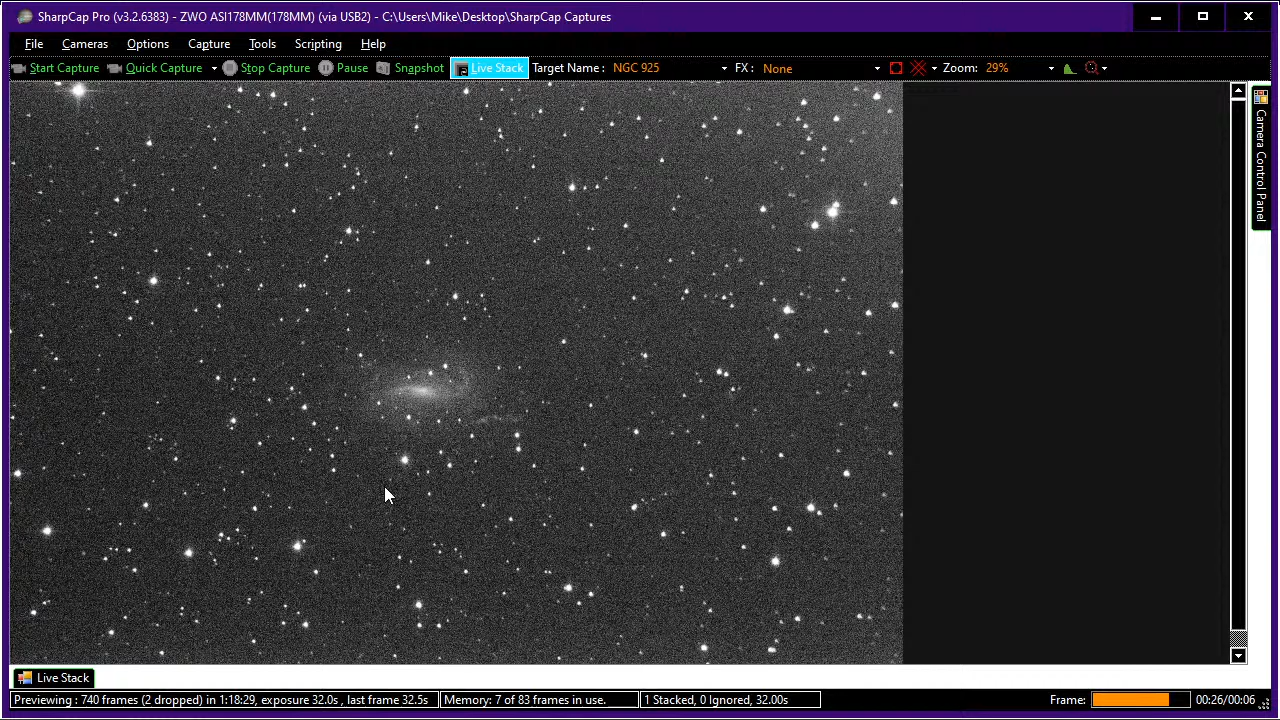 SharpCap Pro (v3.2.6383) - ZWO ASI178MM(178MM) (via USB2) - C:\Users\Mike\Desktop\SharpCap Captures
File Cameras Options Capture Tools Scripting Help
Start Capture Quick Capture Stop Capture Pause Snapshot Live Stack Target Name : NGC 925 FX : None Zoom: 29%
Camera Control Panel
Live Stack
Previewing : 740 frames (2 dropped) in 1:18:29, exposure 32.0s , last frame 32.5s Memory: 7 of 83 frames in use. 1 Stacked, 0 Ignored, 32.00s Frame: 00:26/00:06